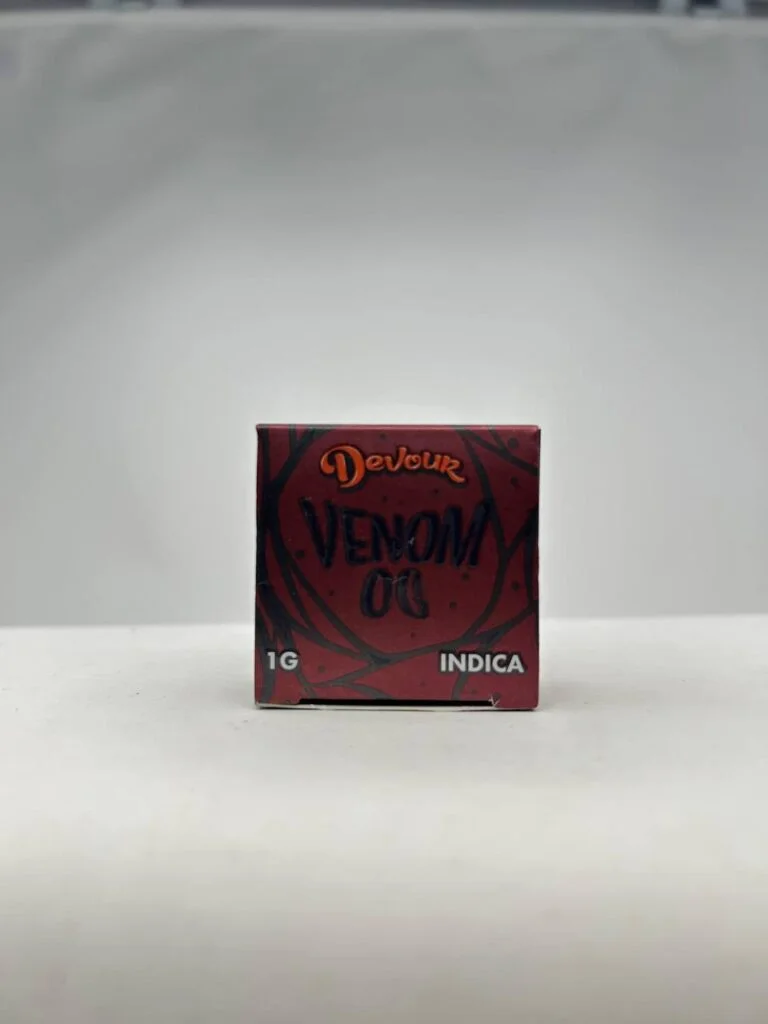 Devour
VENOM
OG
1G
INDICA